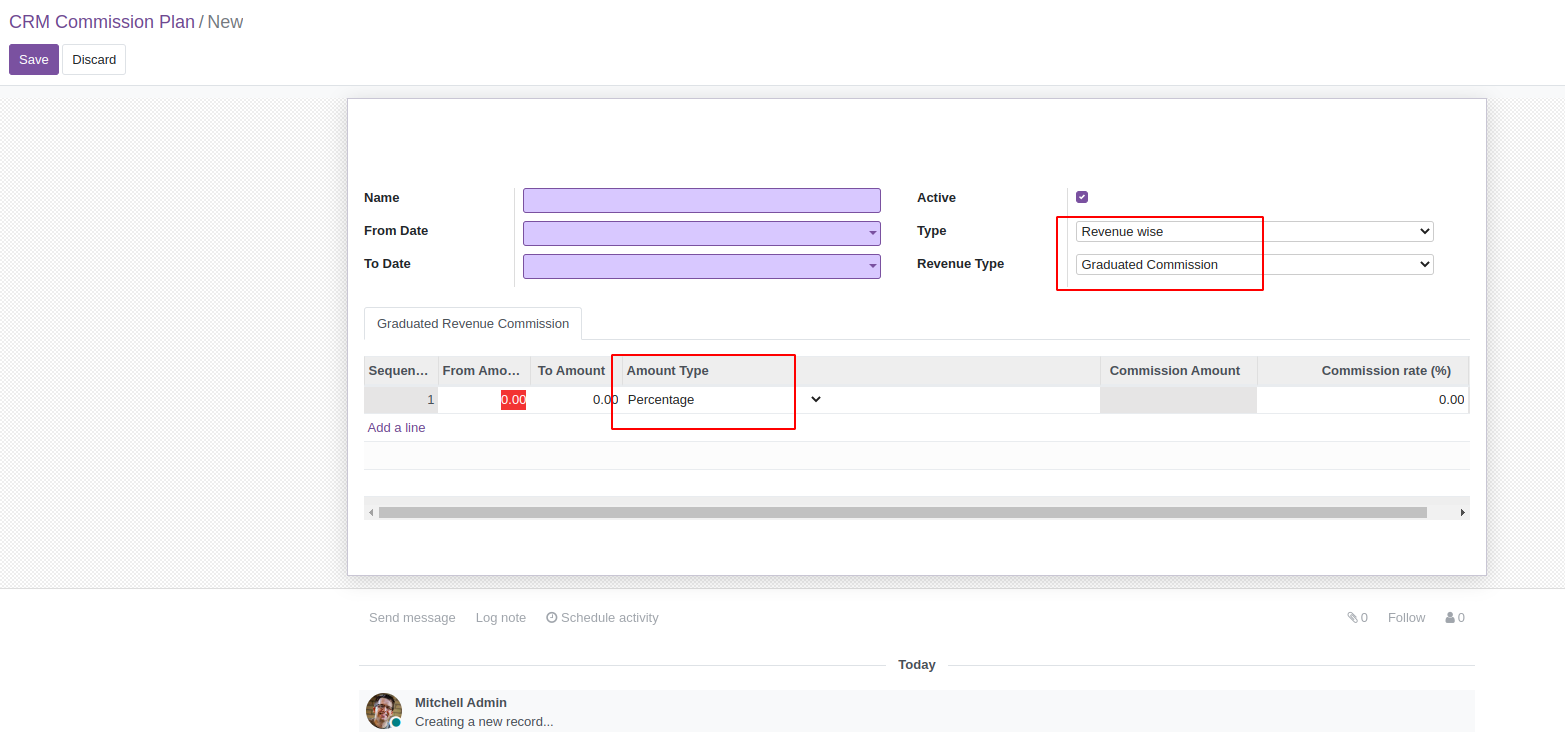 CRM Commission Plan / New
Save Discard
Name
Active
From Date
Type Revenue wise
To Date
Revenue Type Graduated Commission
Graduated Revenue Commission
Sequen... From Amo... To Amount Amount Type Commission Amount Commission rate (%)
1 0.00 0.00 Percentage 0.00
Add a line
Send message Log note Schedule activity 0 Follow 0
Today
Mitchell Admin
Creating a new record...